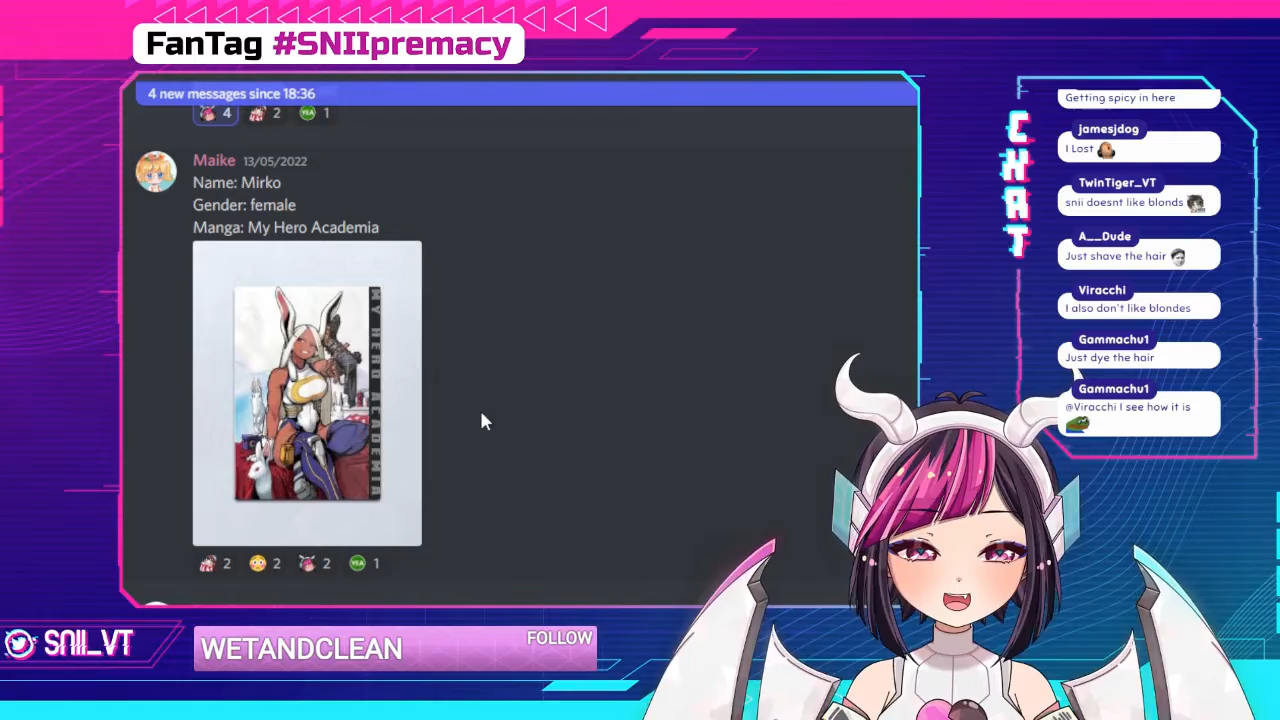 FanTag #SNIIpremacy
4 new messages since 18:36
4 2 YEA 1
Maike 13/05/2022
Name: Mirko
Gender: female
Manga: My Hero Academia
MY HERO ACADEMIA
2 2 2 YEA 1
CHAT
Getting spicy in here
jamesjdog
I Lost
TwinTiger_VT
snii doesnt like blonds
A__Dude
Just shave the hair
Viracchi
I also don't like blondes
Gammachu1
Just dye the hair
Gammachu1
@Viracchi I see how it is
SNII_VT
WETANDCLEAN
FOLLOW